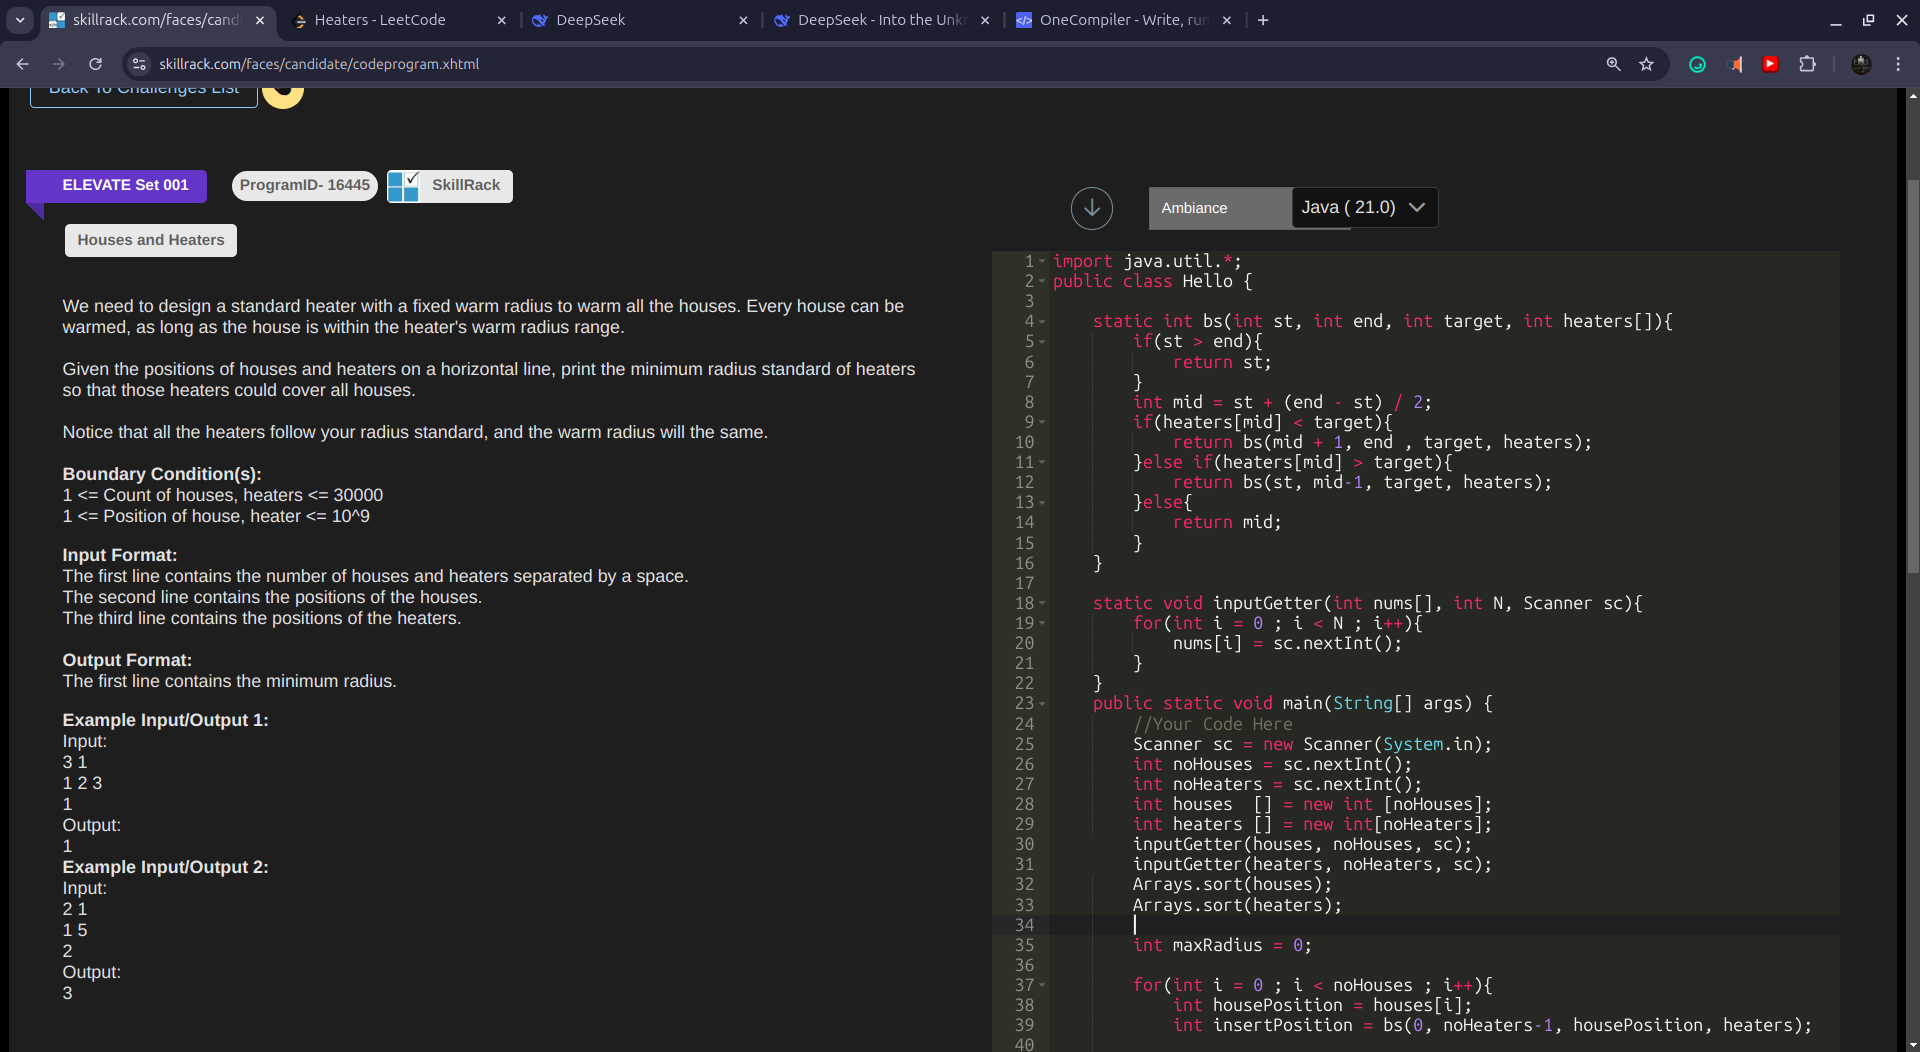 skillrack.com/faces/candi
Heaters - LeetCode
DeepSeek
DeepSeek - Into the Unk
OneCompiler - Write, run
skillrack.com/faces/candidate/codeprogram.xhtml
Back To Challenges List
ELEVATE Set 001
ProgramID- 16445
SkillRack
Houses and Heaters
We need to design a standard heater with a fixed warm radius to warm all the houses. Every house can be
warmed, as long as the house is within the heater's warm radius range.
Given the positions of houses and heaters on a horizontal line, print the minimum radius standard of heaters
so that those heaters could cover all houses.
Notice that all the heaters follow your radius standard, and the warm radius will the same.
Boundary Condition(s):
1 <= Count of houses, heaters <= 30000
1 <= Position of house, heater <= 10^9
Input Format:
The first line contains the number of houses and heaters separated by a space.
The second line contains the positions of the houses.
The third line contains the positions of the heaters.
Output Format:
The first line contains the minimum radius.
Example Input/Output 1:
Input:
3 1
1 2 3
1
Output:
1
Example Input/Output 2:
Input:
2 1
1 5
2
Output:
3
Ambiance
Java ( 21.0)
1 import java.util.*;
2 public class Hello {
3
4 static int bs(int st, int end, int target, int heaters[]){
5 if(st > end){
6 return st;
7 }
8 int mid = st + (end - st) / 2;
9 if(heaters[mid] < target){
10 return bs(mid + 1, end , target, heaters);
11 }else if(heaters[mid] > target){
12 return bs(st, mid-1, target, heaters);
13 }else{
14 return mid;
15 }
16 }
17
18 static void inputGetter(int nums[], int N, Scanner sc){
19 for(int i = 0 ; i < N ; i++){
20 nums[i] = sc.nextInt();
21 }
22 }
23 public static void main(String[] args) {
24 //Your Code Here
25 Scanner sc = new Scanner(System.in);
26 int noHouses = sc.nextInt();
27 int noHeaters = sc.nextInt();
28 int houses [] = new int [noHouses];
29 int heaters [] = new int[noHeaters];
30 inputGetter(houses, noHouses, sc);
31 inputGetter(heaters, noHeaters, sc);
32 Arrays.sort(houses);
33 Arrays.sort(heaters);
34
35 int maxRadius = 0;
36
37 for(int i = 0 ; i < noHouses ; i++){
38 int housePosition = houses[i];
39 int insertPosition = bs(0, noHeaters-1, housePosition, heaters);
40